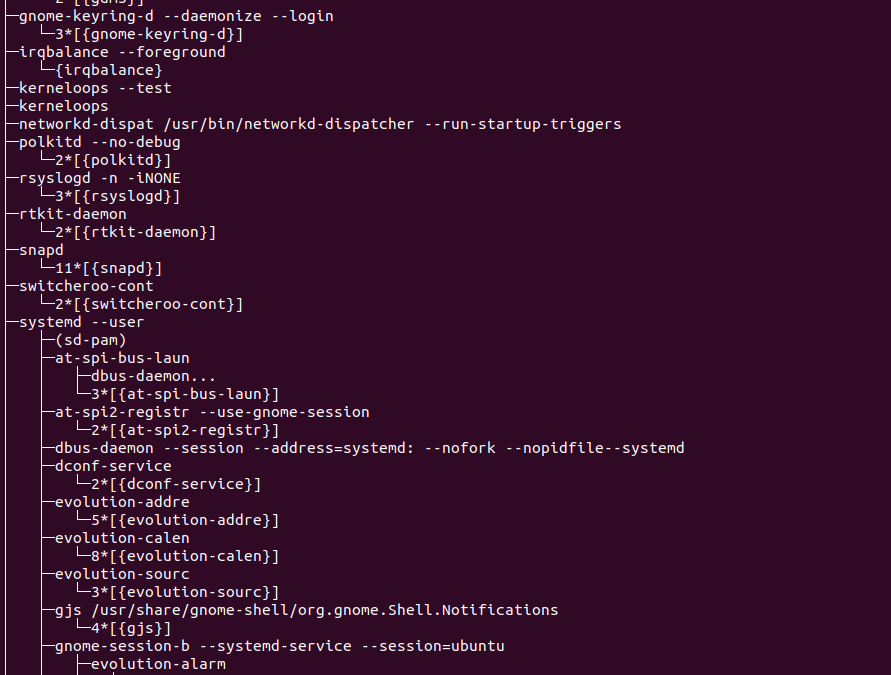 ├─gnome-keyring-d --daemonize --login
│   └─3*[{gnome-keyring-d}]
├─irqbalance --foreground
│   └─{irqbalance}
├─kerneloops --test
├─kerneloops
├─networkd-dispat /usr/bin/networkd-dispatcher --run-startup-triggers
├─polkitd --no-debug
│   └─2*[{polkitd}]
├─rsyslogd -n -iNONE
│   └─3*[{rsyslogd}]
├─rtkit-daemon
│   └─2*[{rtkit-daemon}]
├─snapd
│   └─11*[{snapd}]
├─switcheroo-cont
│   └─2*[{switcheroo-cont}]
├─systemd --user
│   ├─(sd-pam)
│   ├─at-spi-bus-laun
│   │   ├─dbus-daemon...
│   │   └─3*[{at-spi-bus-laun}]
│   ├─at-spi2-registr --use-gnome-session
│   │   └─2*[{at-spi2-registr}]
│   ├─dbus-daemon --session --address=systemd: --nofork --nopidfile--systemd
│   ├─dconf-service
│   │   └─2*[{dconf-service}]
│   ├─evolution-addre
│   │   └─5*[{evolution-addre}]
│   ├─evolution-calen
│   │   └─8*[{evolution-calen}]
│   ├─evolution-sourc
│   │   └─3*[{evolution-sourc}]
│   ├─gjs /usr/share/gnome-shell/org.gnome.Shell.Notifications
│   │   └─4*[{gjs}]
│   ├─gnome-session-b --systemd-service --session=ubuntu
│   │   ├─evolution-alarm